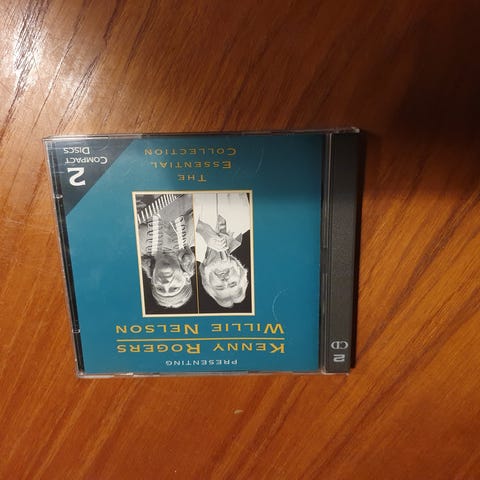 PRESENTING
KENNY ROGERS
WILLIE NELSON
THE
ESSENTIAL
COLLECTION
2
COMPACT
DISCS
2
CD